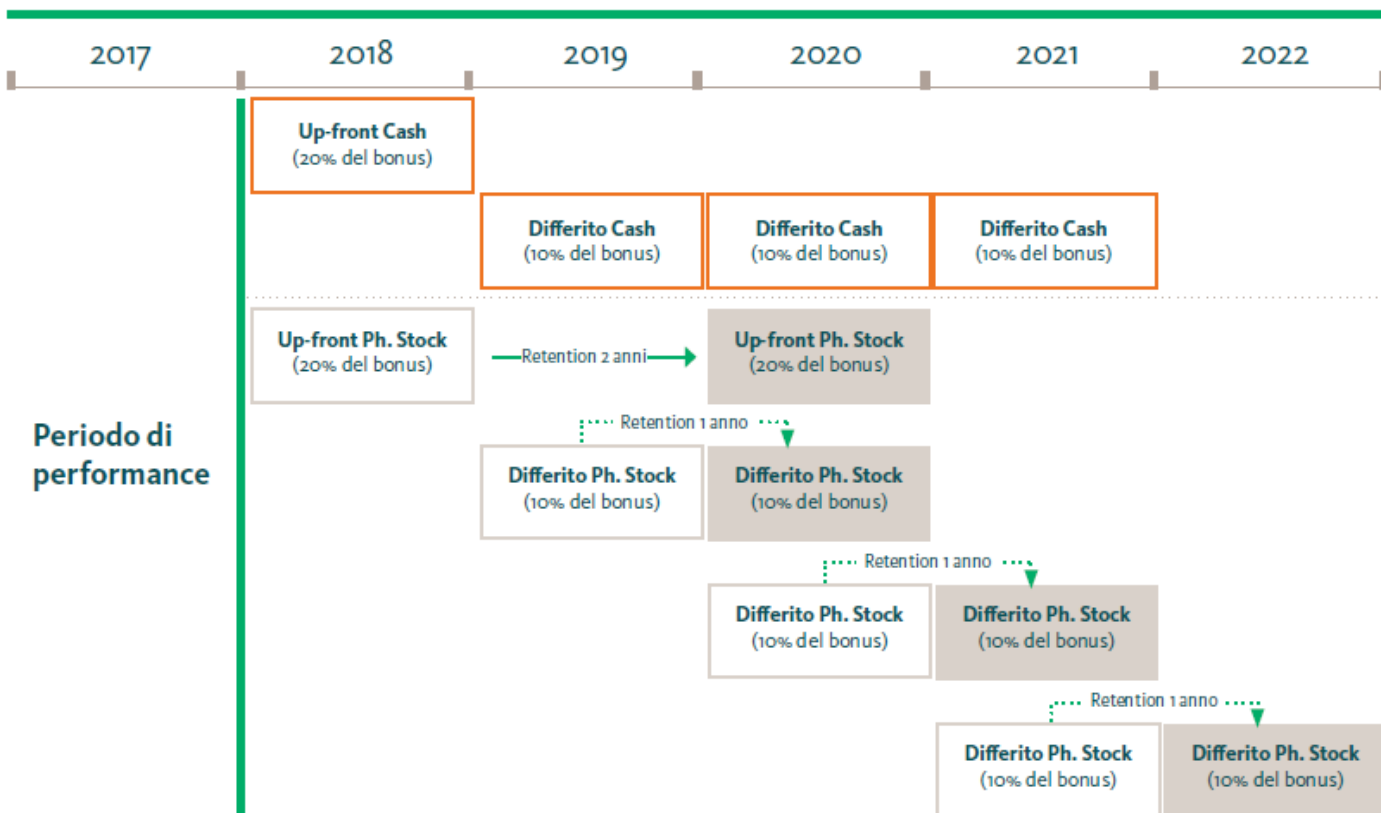 2017 2018 2019 2020 2021 2022
Up-front Cash
(20% del bonus)
Differito Cash
(10% del bonus)
Differito Cash
(10% del bonus)
Differito Cash
(10% del bonus)
Up-front Ph. Stock
(20% del bonus)
Retention 2 anni
Up-front Ph. Stock
(20% del bonus)
Periodo di
performance
Retention 1 anno
Differito Ph. Stock
(10% del bonus)
Differito Ph. Stock
(10% del bonus)
Retention 1 anno
Differito Ph. Stock
(10% del bonus)
Differito Ph. Stock
(10% del bonus)
Retention 1 anno
Differito Ph. Stock
(10% del bonus)
Differito Ph. Stock
(10% del bonus)